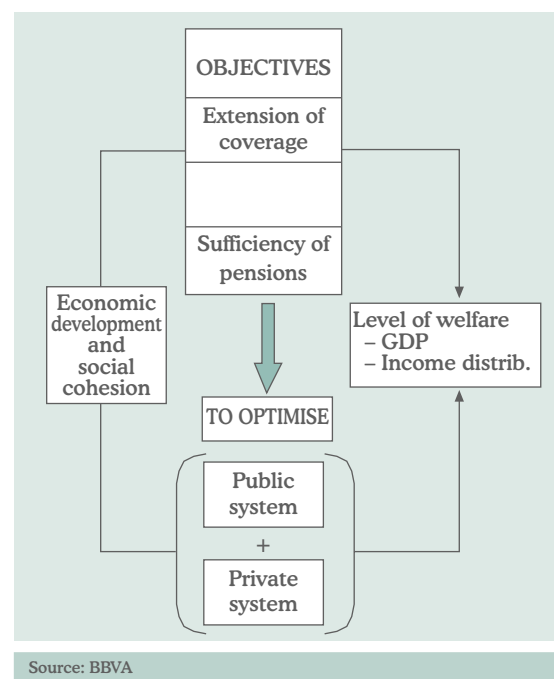 OBJECTIVES
Extension of
coverage
Sufficiency of
pensions
Economic
development
and
social
cohesion
Level of welfare
– GDP
– Income distrib.
TO OPTIMISE
Public
system
+
Private
system
Source: BBVA